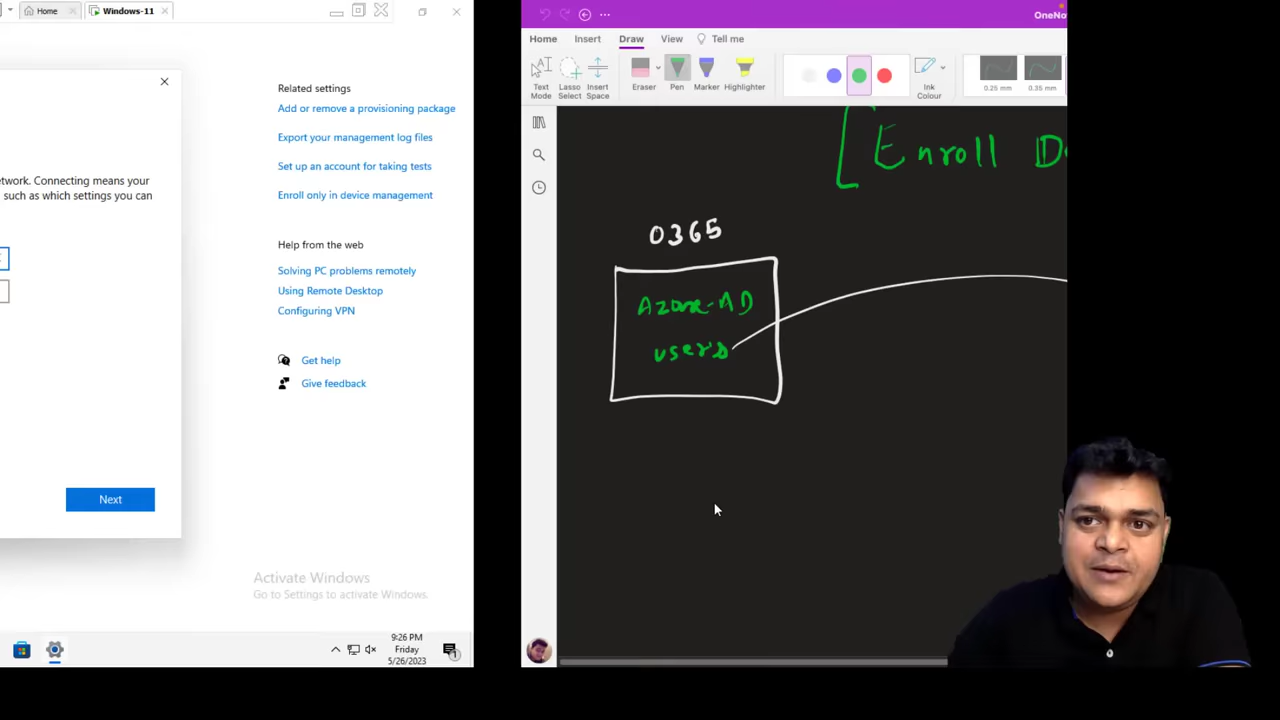 Home
Windows-11
etwork. Connecting means your
such as which settings you can
Next
Related settings
Add or remove a provisioning package
Export your management log files
Set up an account for taking tests
Enroll only in device management
Help from the web
Solving PC problems remotely
Using Remote Desktop
Configuring VPN
Get help
Give feedback
Activate Windows
Go to Settings to activate Windows.
9:26 PM
Friday
5/26/2023
OneNo
Home Insert Draw View Tell me
Text Mode
Lasso Select
Insert Space
Eraser
Pen
Marker
Highlighter
Ink Colour
0.25 mm
0.35 mm
Enroll D
O365
Azure-AD
users